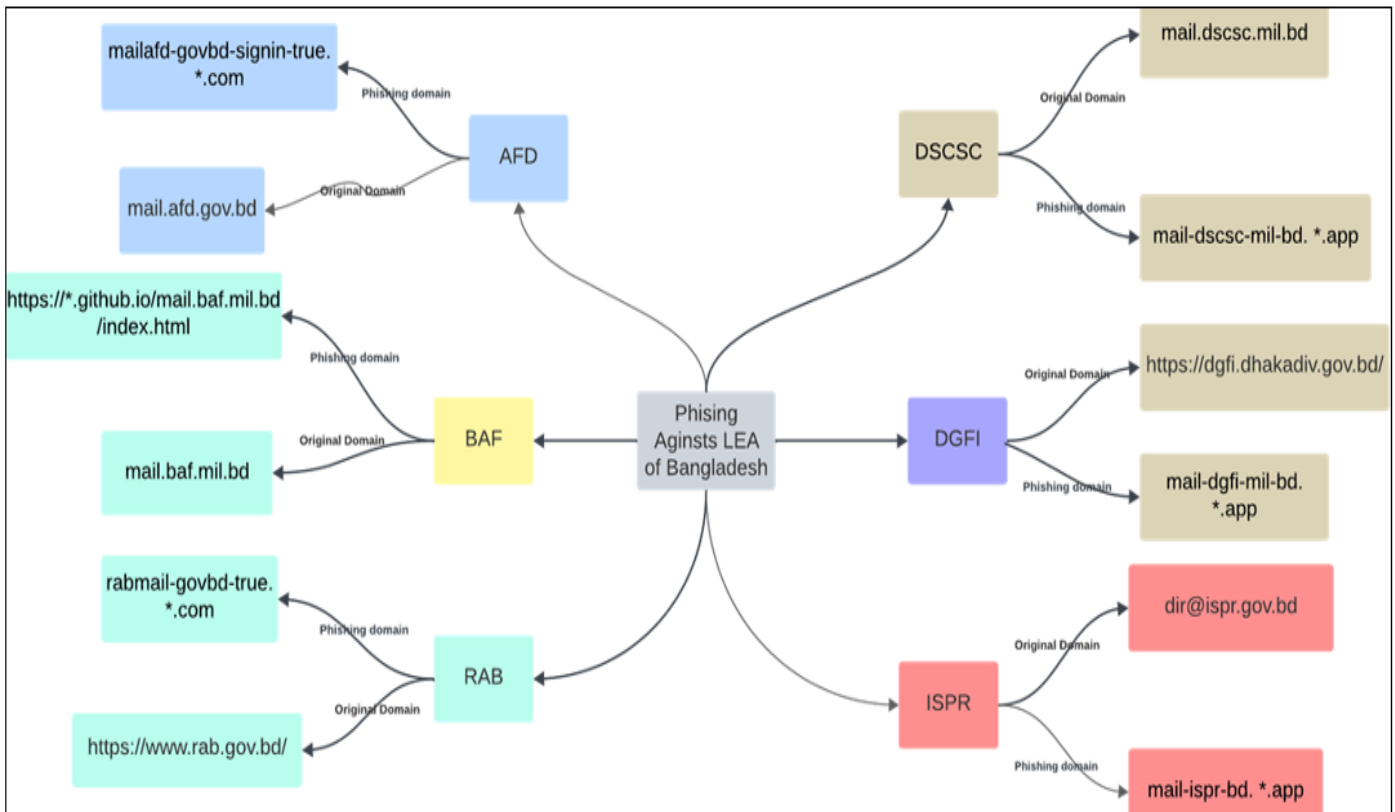 mailafd-govbd-signin-true.
*.com
Phishing domain
AFD
Original Domain
mail.afd.gov.bd
https://*.github.io/mail.baf.mil.bd
/index.html
Phishing domain
BAF
Original Domain
mail.baf.mil.bd
rabmail-govbd-true.
*.com
Phishing domain
RAB
Original Domain
https://www.rab.gov.bd/
Phising
Aginsts LEA
of Bangladesh
mail.dscsc.mil.bd
Original Domain
DSCSC
Phishing domain
mail-dscsc-mil-bd. *.app
https://dgfi.dhakadiv.gov.bd/
Original Domain
DGFI
Phishing domain
mail-dgfi-mil-bd.
*.app
dir@ispr.gov.bd
Original Domain
ISPR
Phishing domain
mail-ispr-bd. *.app